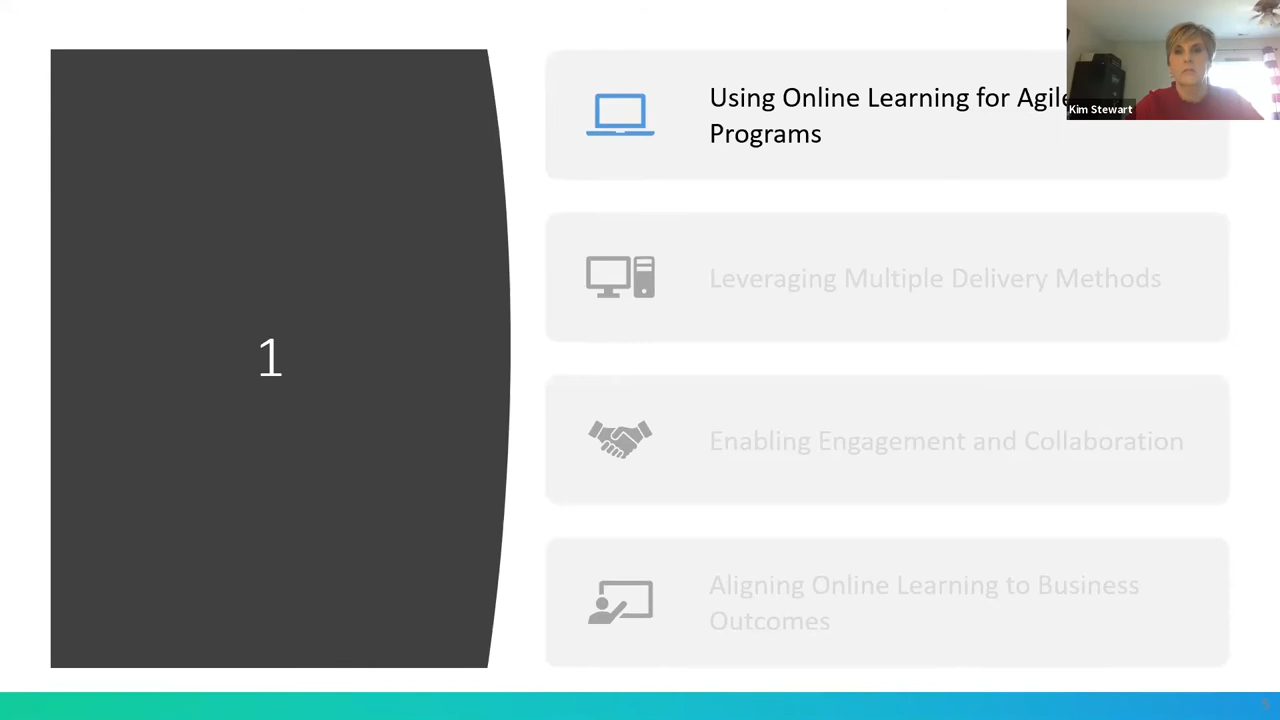 Using Online Learning for Agile
Programs
Kim Stewart
Leveraging Multiple Delivery Methods
1
Enabling Engagement and Collaboration
Aligning Online Learning to Business
Outcomes